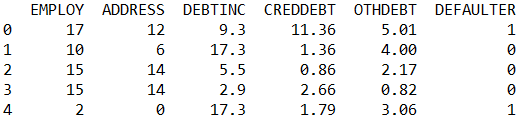 EMPLOY ADDRESS DEBTINC CREDDEBT OTHDEBT DEFAULTER
0 17 12 9.3 11.36 5.01 1
1 10 6 17.3 1.36 4.00 0
2 15 14 5.5 0.86 2.17 0
3 15 14 2.9 2.66 0.82 0
4 2 0 17.3 1.79 3.06 1